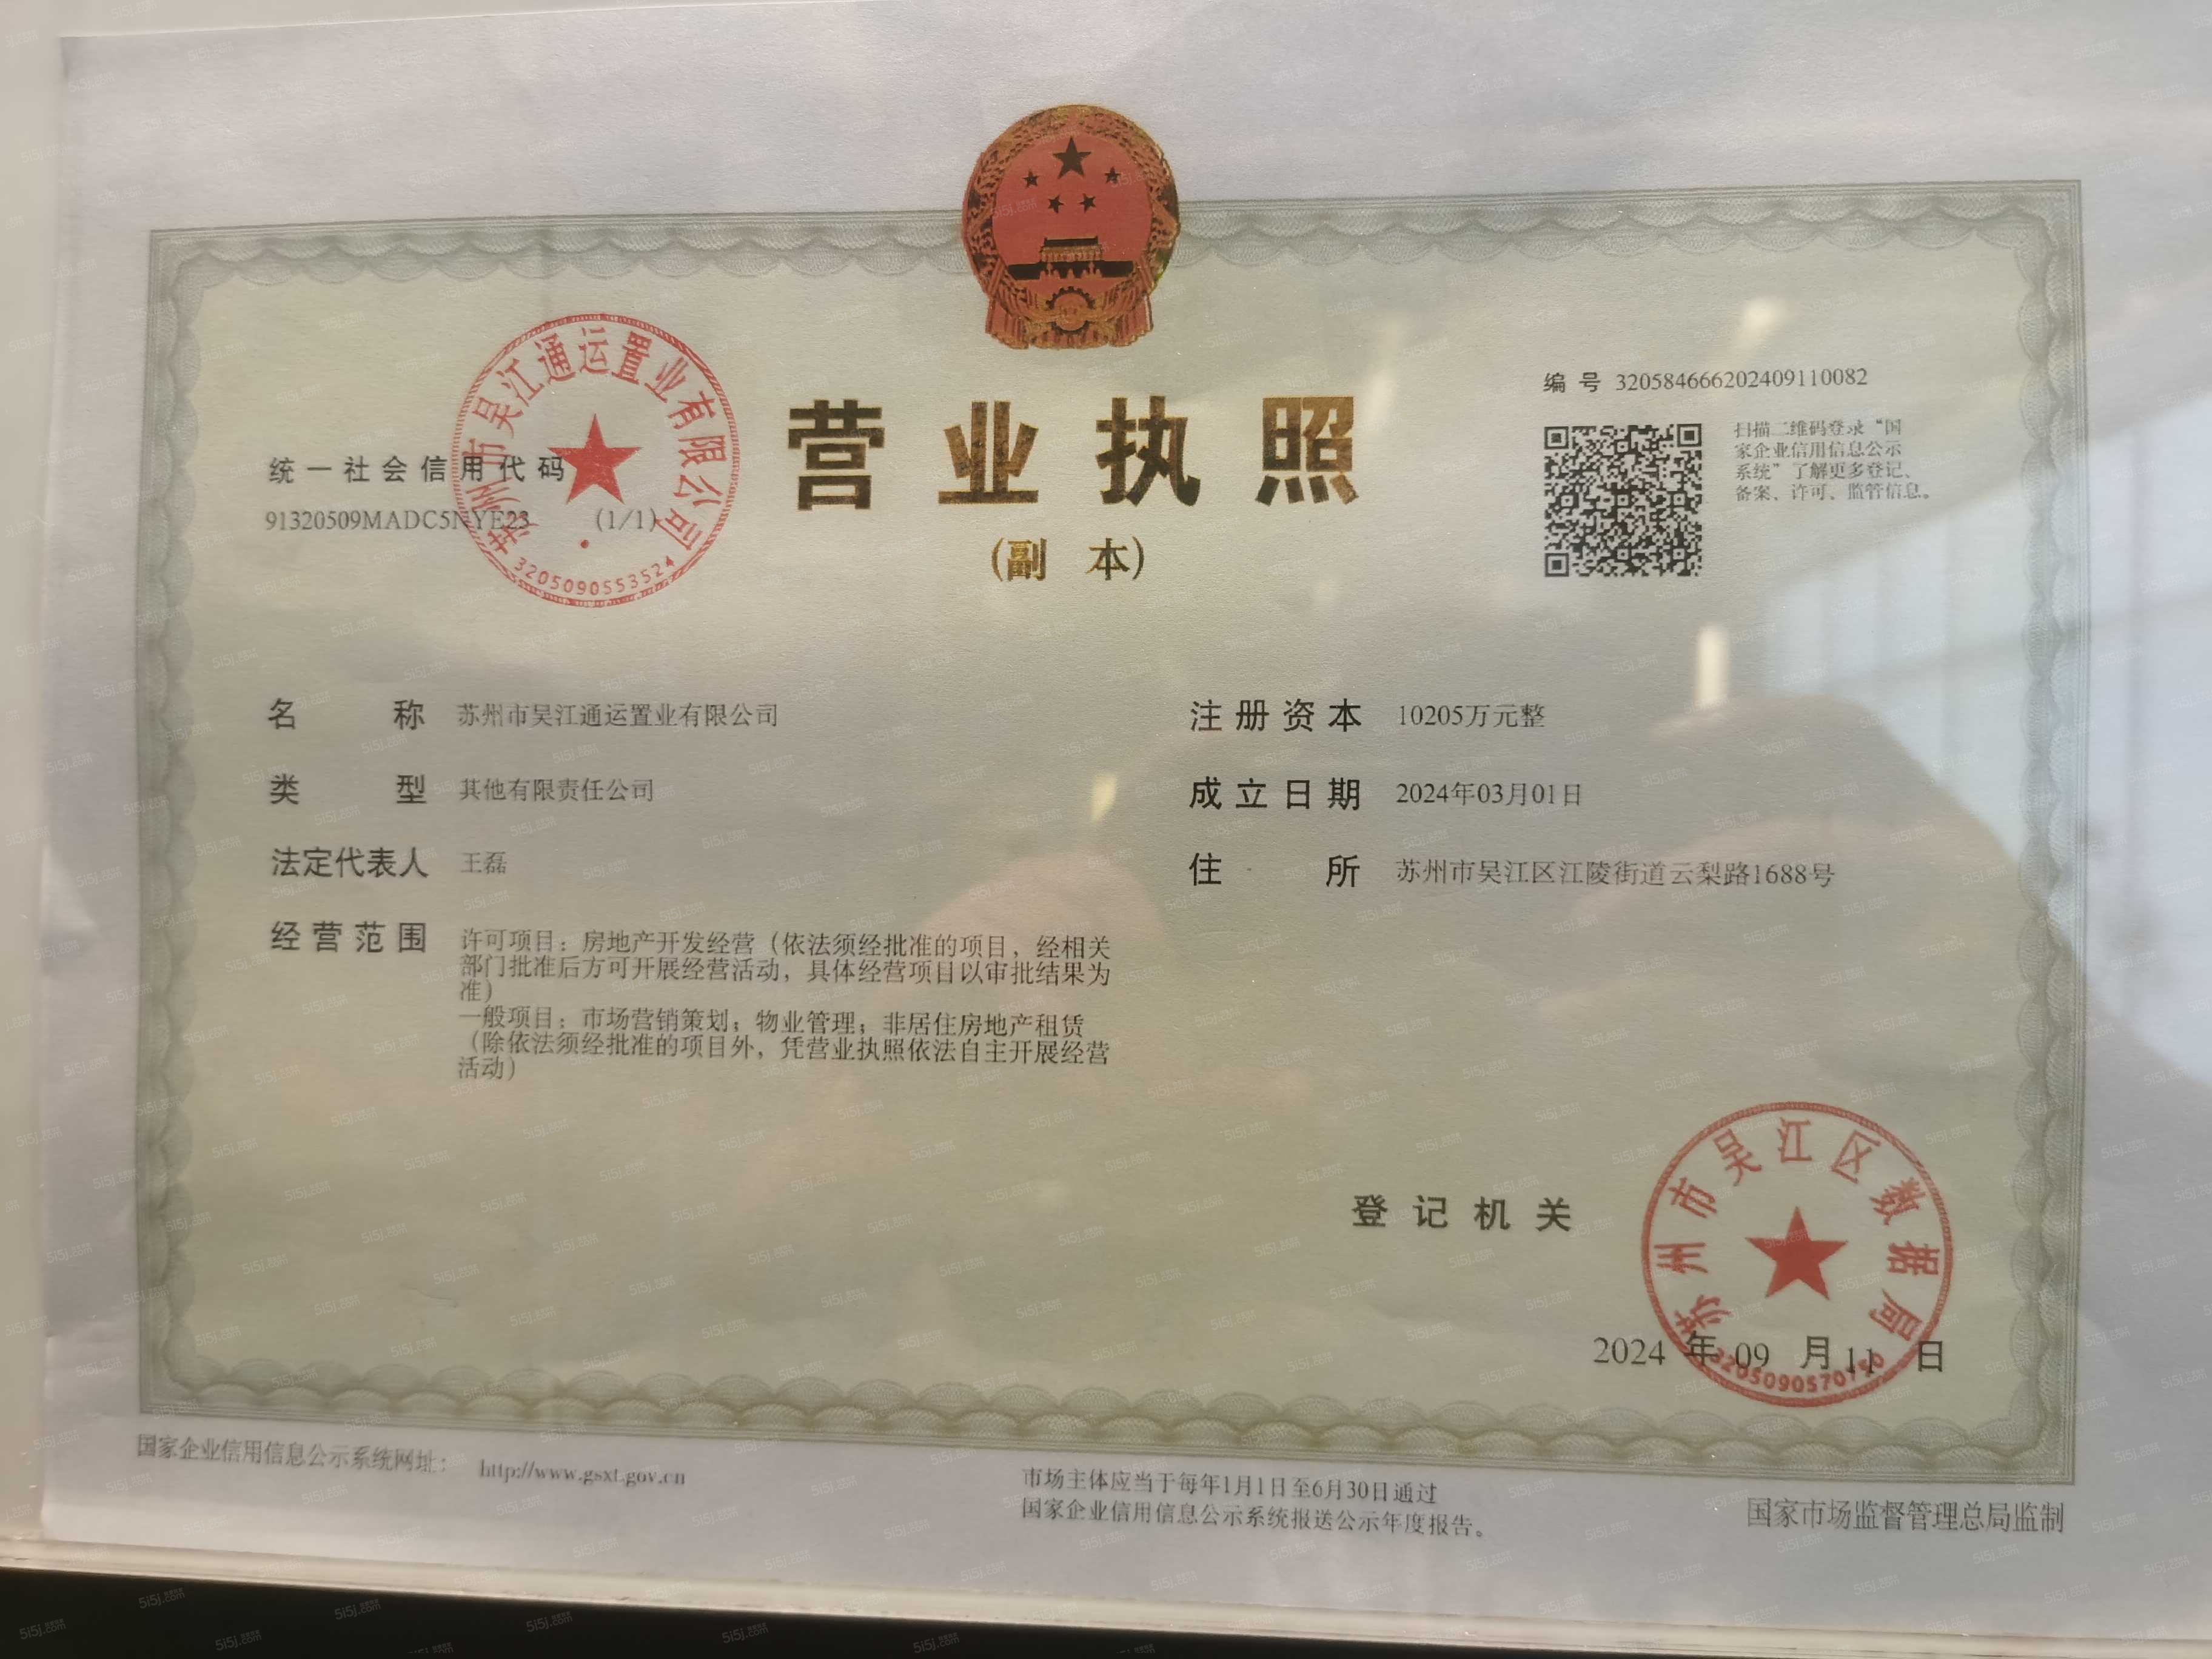 营业执照
(副 本)
编号 320584666202409110082
扫描二维码登录“国
家企业信用信息公示
系统”了解更多登记、
备案、许可、监管信息。
统一社会信用代码
91320509MADC5NYE23 (1/1)
苏州市吴江通运置业有限公司
3205090553524
名称 苏州市吴江通运置业有限公司
类型 其他有限责任公司
法定代表人 王磊
经营范围 许可项目：房地产开发经营（依法须经批准的项目，经相关
部门批准后方可开展经营活动，具体经营项目以审批结果为
准）
一般项目：市场营销策划；物业管理；非居住房地产租赁
（除依法须经批准的项目外，凭营业执照依法自主开展经营
活动）
注册资本 10205万元整
成立日期 2024年03月01日
住所 苏州市吴江区江陵街道云梨路1688号
登记机关
苏州市吴江区数据局
2024 年 09 月 11 日
国家企业信用信息公示系统网址： http://www.gsxt.gov.cn
市场主体应当于每年1月1日至6月30日通过
国家企业信用信息公示系统报送公示年度报告。
国家市场监督管理总局监制
5i5j.com